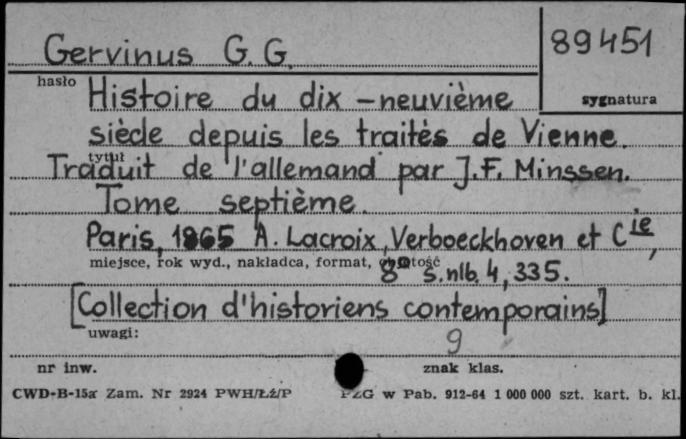 Gervinus G. G.
89451
hasło
sygnatura
Histoire du dix-neuvième
siècle depuis les traités de Vienne.
tytuł
Traduit de l'allemand par J.F. Minssen.
Tome septième.
Paris, 1865 A. Lacroix, Verboeckhoven et Cie,
miejsce, rok wyd., nakładca, format, objętość
8° s. nlb. 4, 335.
[Collection d'historiens contemporains]
uwagi:
9
nr inw.
znak klas.
CWD-B-15a Zam. Nr 2924 PWH/Łź/P
PZG w Pab. 912-64 1 000 000 szt. kart. b. kl.